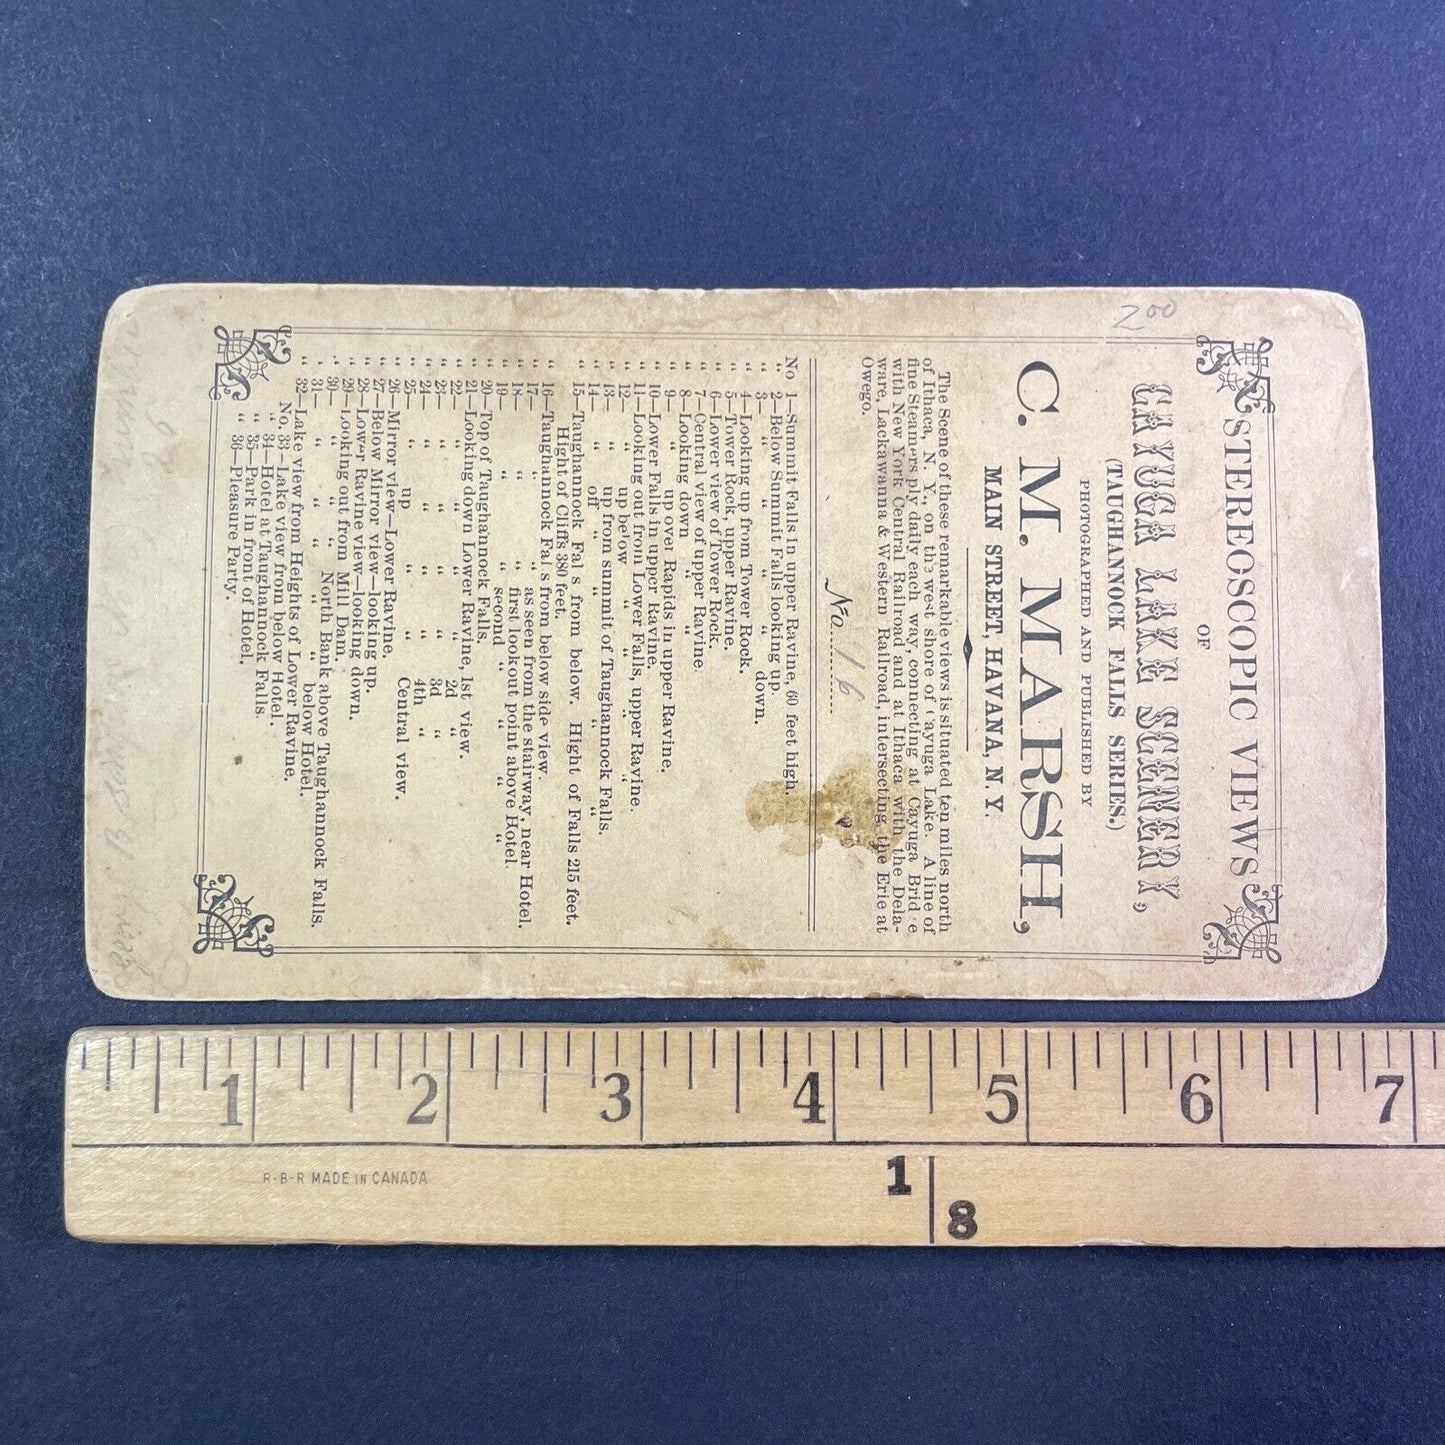 2 00
STEREOSCOPIC VIEWS
OF
CAYUGA LAKE SCENERY,
(TAUGHANNOCK FALLS SERIES.)
PHOTOGRAPHED AND PUBLISHED BY
C. M. MARSH,
MAIN STREET, HAVANA, N. Y.
The Scene of these remarkable views is situated ten miles north
of Ithaca, N. Y., on the west shore of Cayuga Lake. A line of
fine Steamers ply daily each way, connecting at Cayuga Brid e
with New York Central Railroad and at Ithaca with the Dela-
ware, Lackawanna & Western Railroad, intersecting the Erie at
Owego.
No. 16
No 1—Summit Falls in upper Ravine, 60 feet high.
" 2—Below Summit Falls looking up.
" 3— " " " " down.
" 4—Looking up from Tower Rock.
" 5—Tower Rock, upper Ravine.
" 6—Lower view of Tower Rock.
" 7—Central view of upper Ravine.
" 8—Looking down " "
" 9— " up over Rapids in upper Ravine.
" 10—Lower Falls in upper Ravine.
" 11—Looking out from Lower Falls, upper Ravine.
" 12— " up below " " "
" 13— " up from summit of Taughannock Falls.
" 14— " off " " " "
" 15—Taughannock Falls from below. Hight of Falls 215 feet.
Hight of Cliffs 380 feet.
" 16—Taughannock Fal s from below side view.
" 17— " " as seen from the stairway, near Hotel.
" 18— " " first lookout point above Hotel.
" 19— " " second " " " "
" 20—Top of Taughannock Falls.
" 21—Looking down Lower Ravine, 1st view.
" 22— " " " " 2d "
" 23— " " " " 3d "
" 24— " " " " 4th "
" 25— " up " " Central view.
" 26—Mirror view—Lower Ravine.
" 27—Below Mirror view—looking up.
" 28—Lower Ravine view—looking down.
" 29—Looking out from Mill Dam.
" 30— " " " North Bank above Taughannock Falls.
" 31— " " " " below Hotel.
" 32—Lake view from Heights of Lower Ravine.
No. 33—Lake view from below Hotel.
" 34—Hotel at Taughannock Falls.
" 35—Park in front of Hotel.
" 36—Pleasure Party.
1 2 3 4 5 6 7
R-B-R MADE IN CANADA
1
8